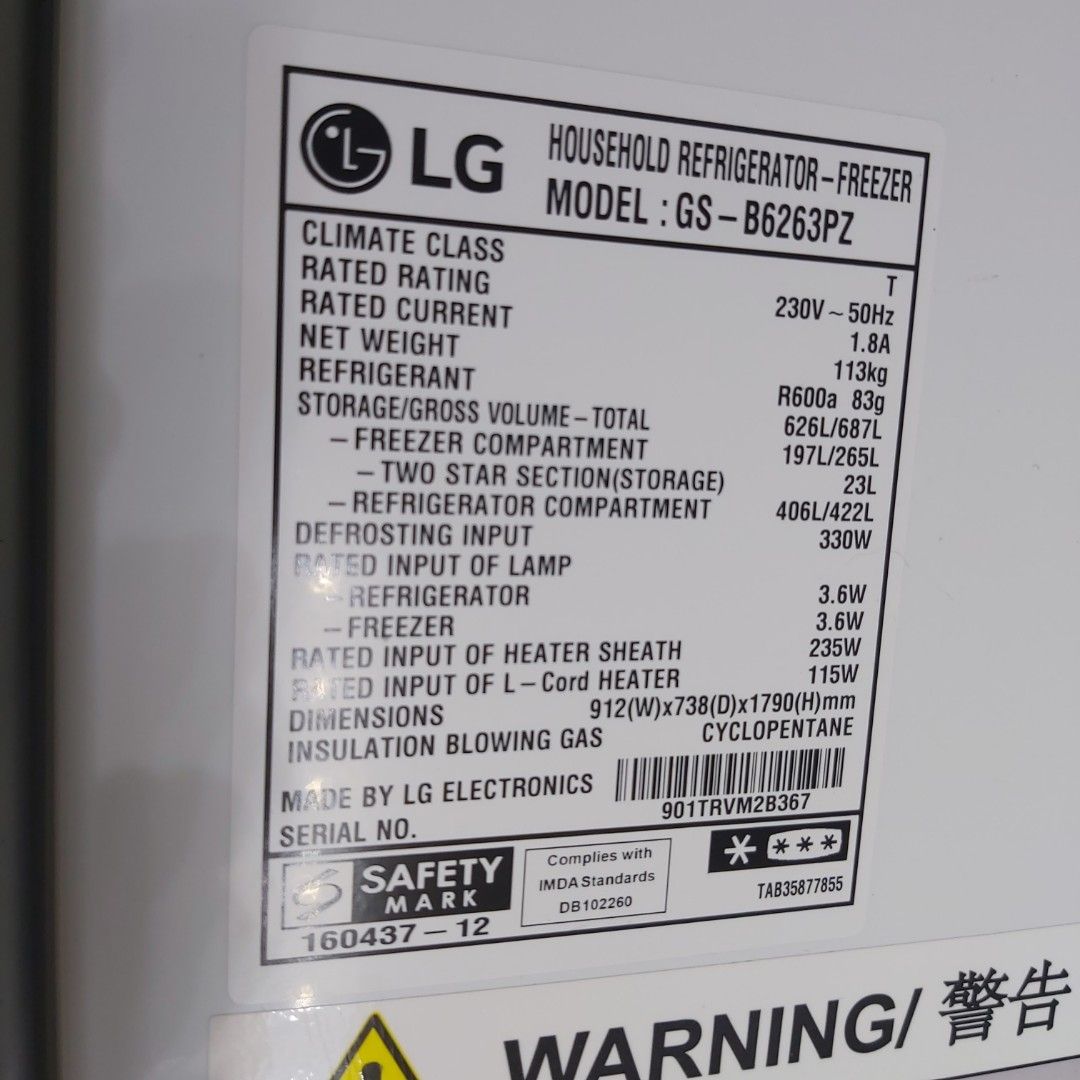 LG
HOUSEHOLD REFRIGERATOR-FREEZER
MODEL : GS-B6263PZ
CLIMATE CLASS T
RATED RATING 230V ~ 50Hz
RATED CURRENT 1.8A
NET WEIGHT 113kg
REFRIGERANT R600a 83g
STORAGE/GROSS VOLUME-TOTAL 626L/687L
-FREEZER COMPARTMENT 197L/265L
-TWO STAR SECTION(STORAGE) 23L
-REFRIGERATOR COMPARTMENT 406L/422L
DEFROSTING INPUT 330W
RATED INPUT OF LAMP
-REFRIGERATOR 3.6W
-FREEZER 3.6W
RATED INPUT OF HEATER SHEATH 235W
RATED INPUT OF L-Cord HEATER 115W
DIMENSIONS 912(W)x738(D)x1790(H)mm
INSULATION BLOWING GAS CYCLOPENTANE
MADE BY LG ELECTRONICS
SERIAL NO. 901TRVM2B367
SAFETY
MARK
160437-12
Complies with
IMDA Standards
DB102260
TAB35877855
WARNING/ 警告